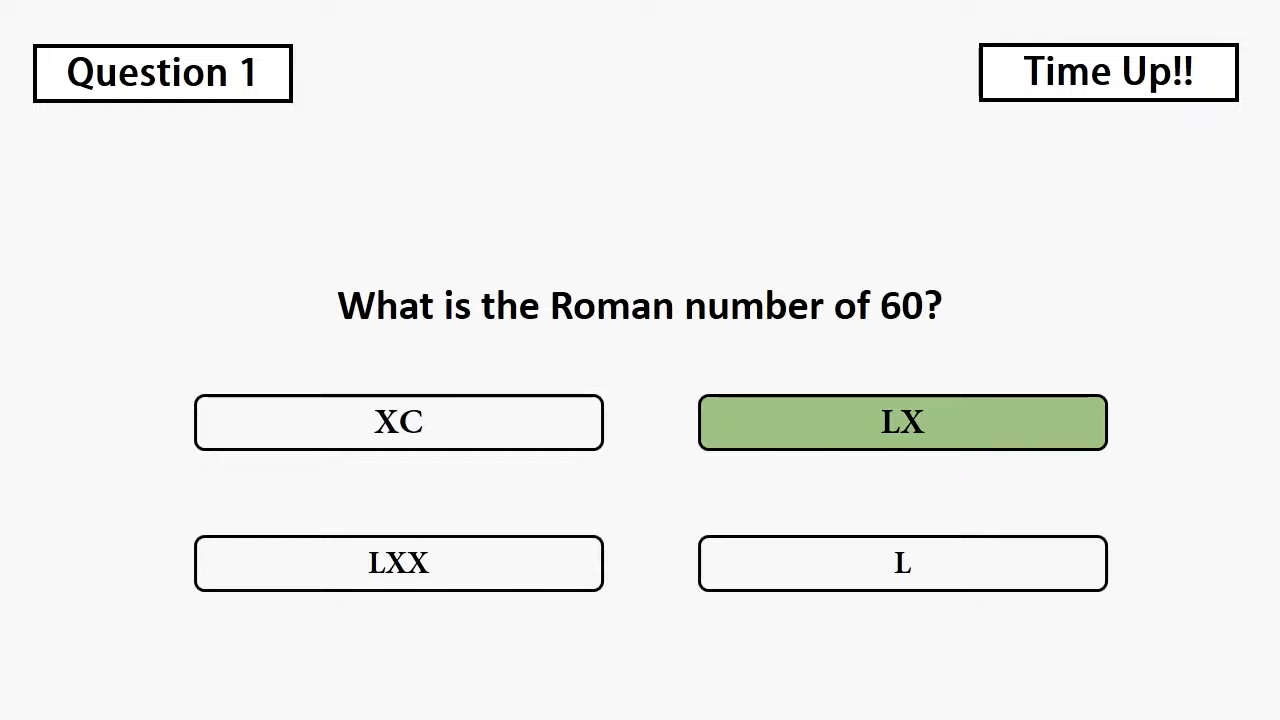 Question 1
Time Up!!
What is the Roman number of 60?
XC
LX
LXX
L